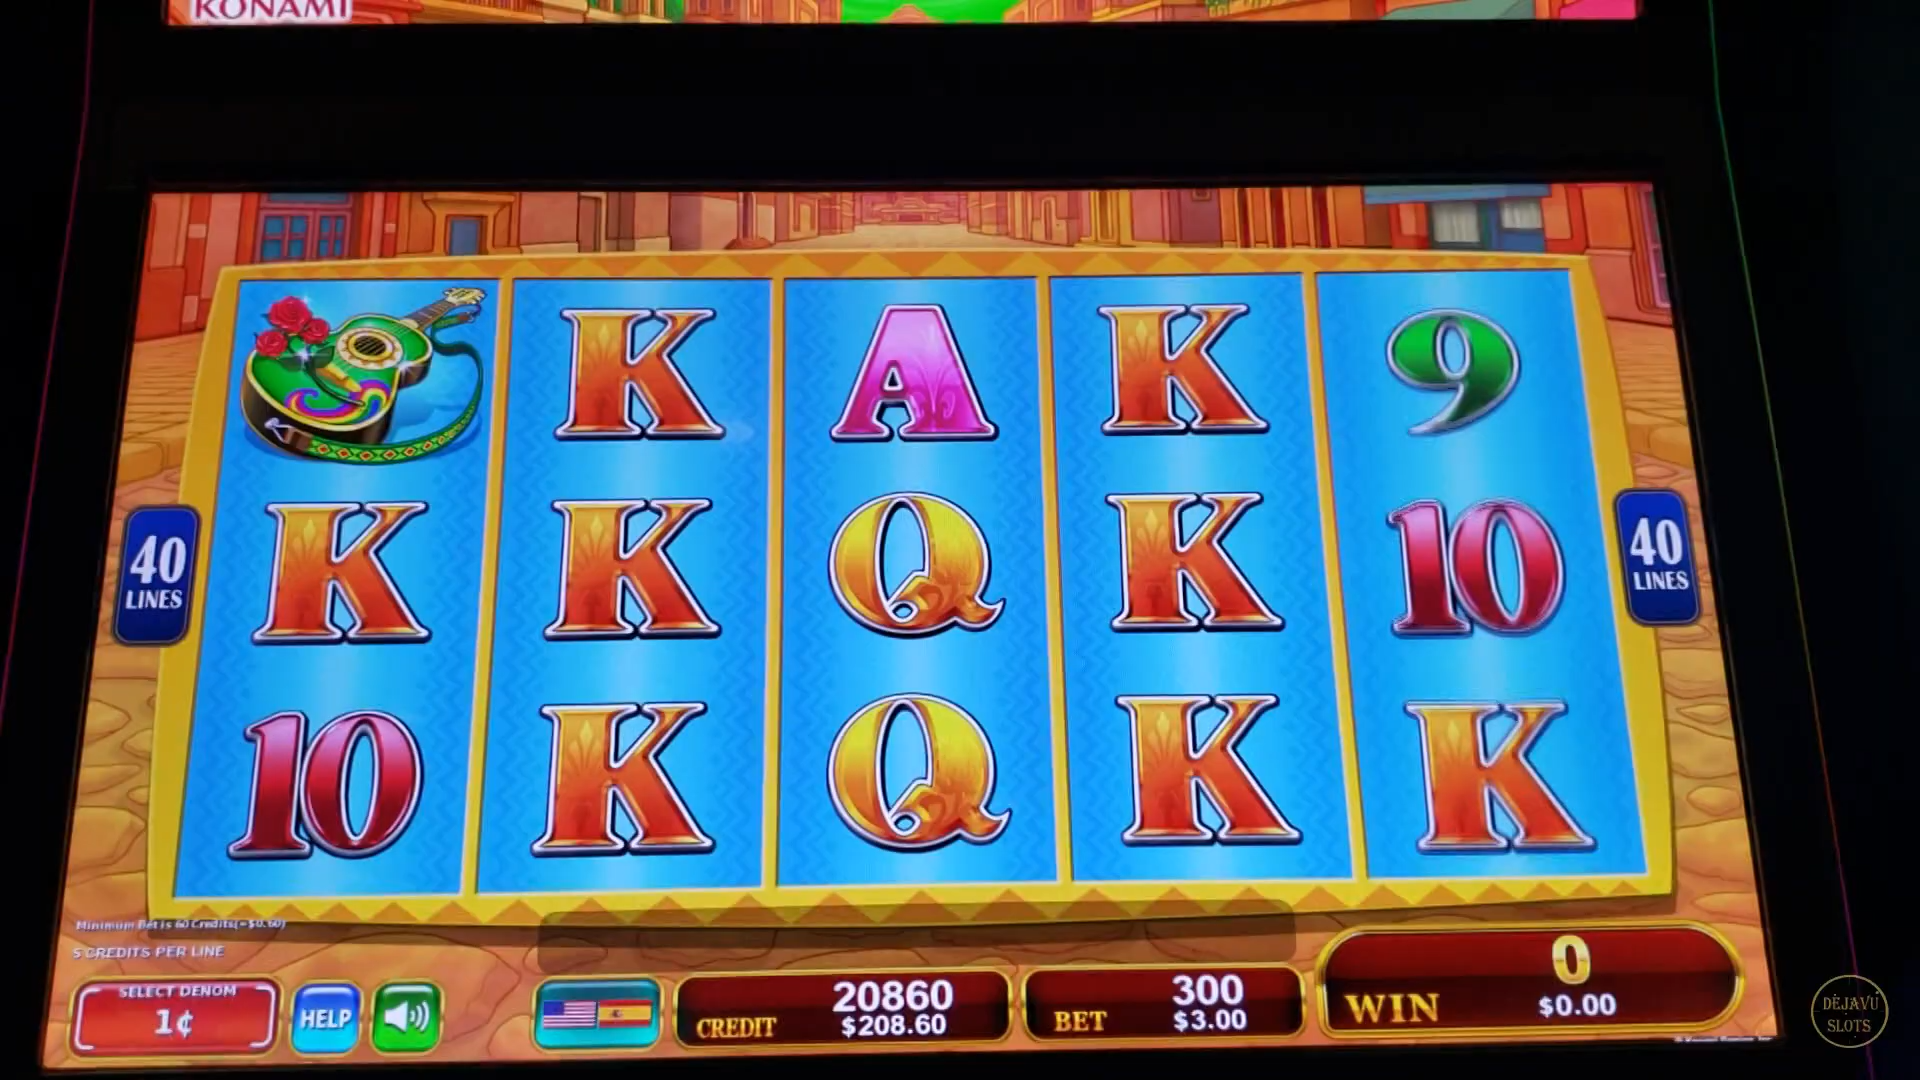 KONAMI
K A K 9
K K Q K 10
10 K Q K K
40
LINES
40
LINES
Minimum Bet is 60 Credits(=$0.60)
5 CREDITS PER LINE
SELECT DENOM
1¢
HELP
CREDIT
20860
$208.60
BET
300
$3.00
WIN
0
$0.00
DEJAVU
SLOTS